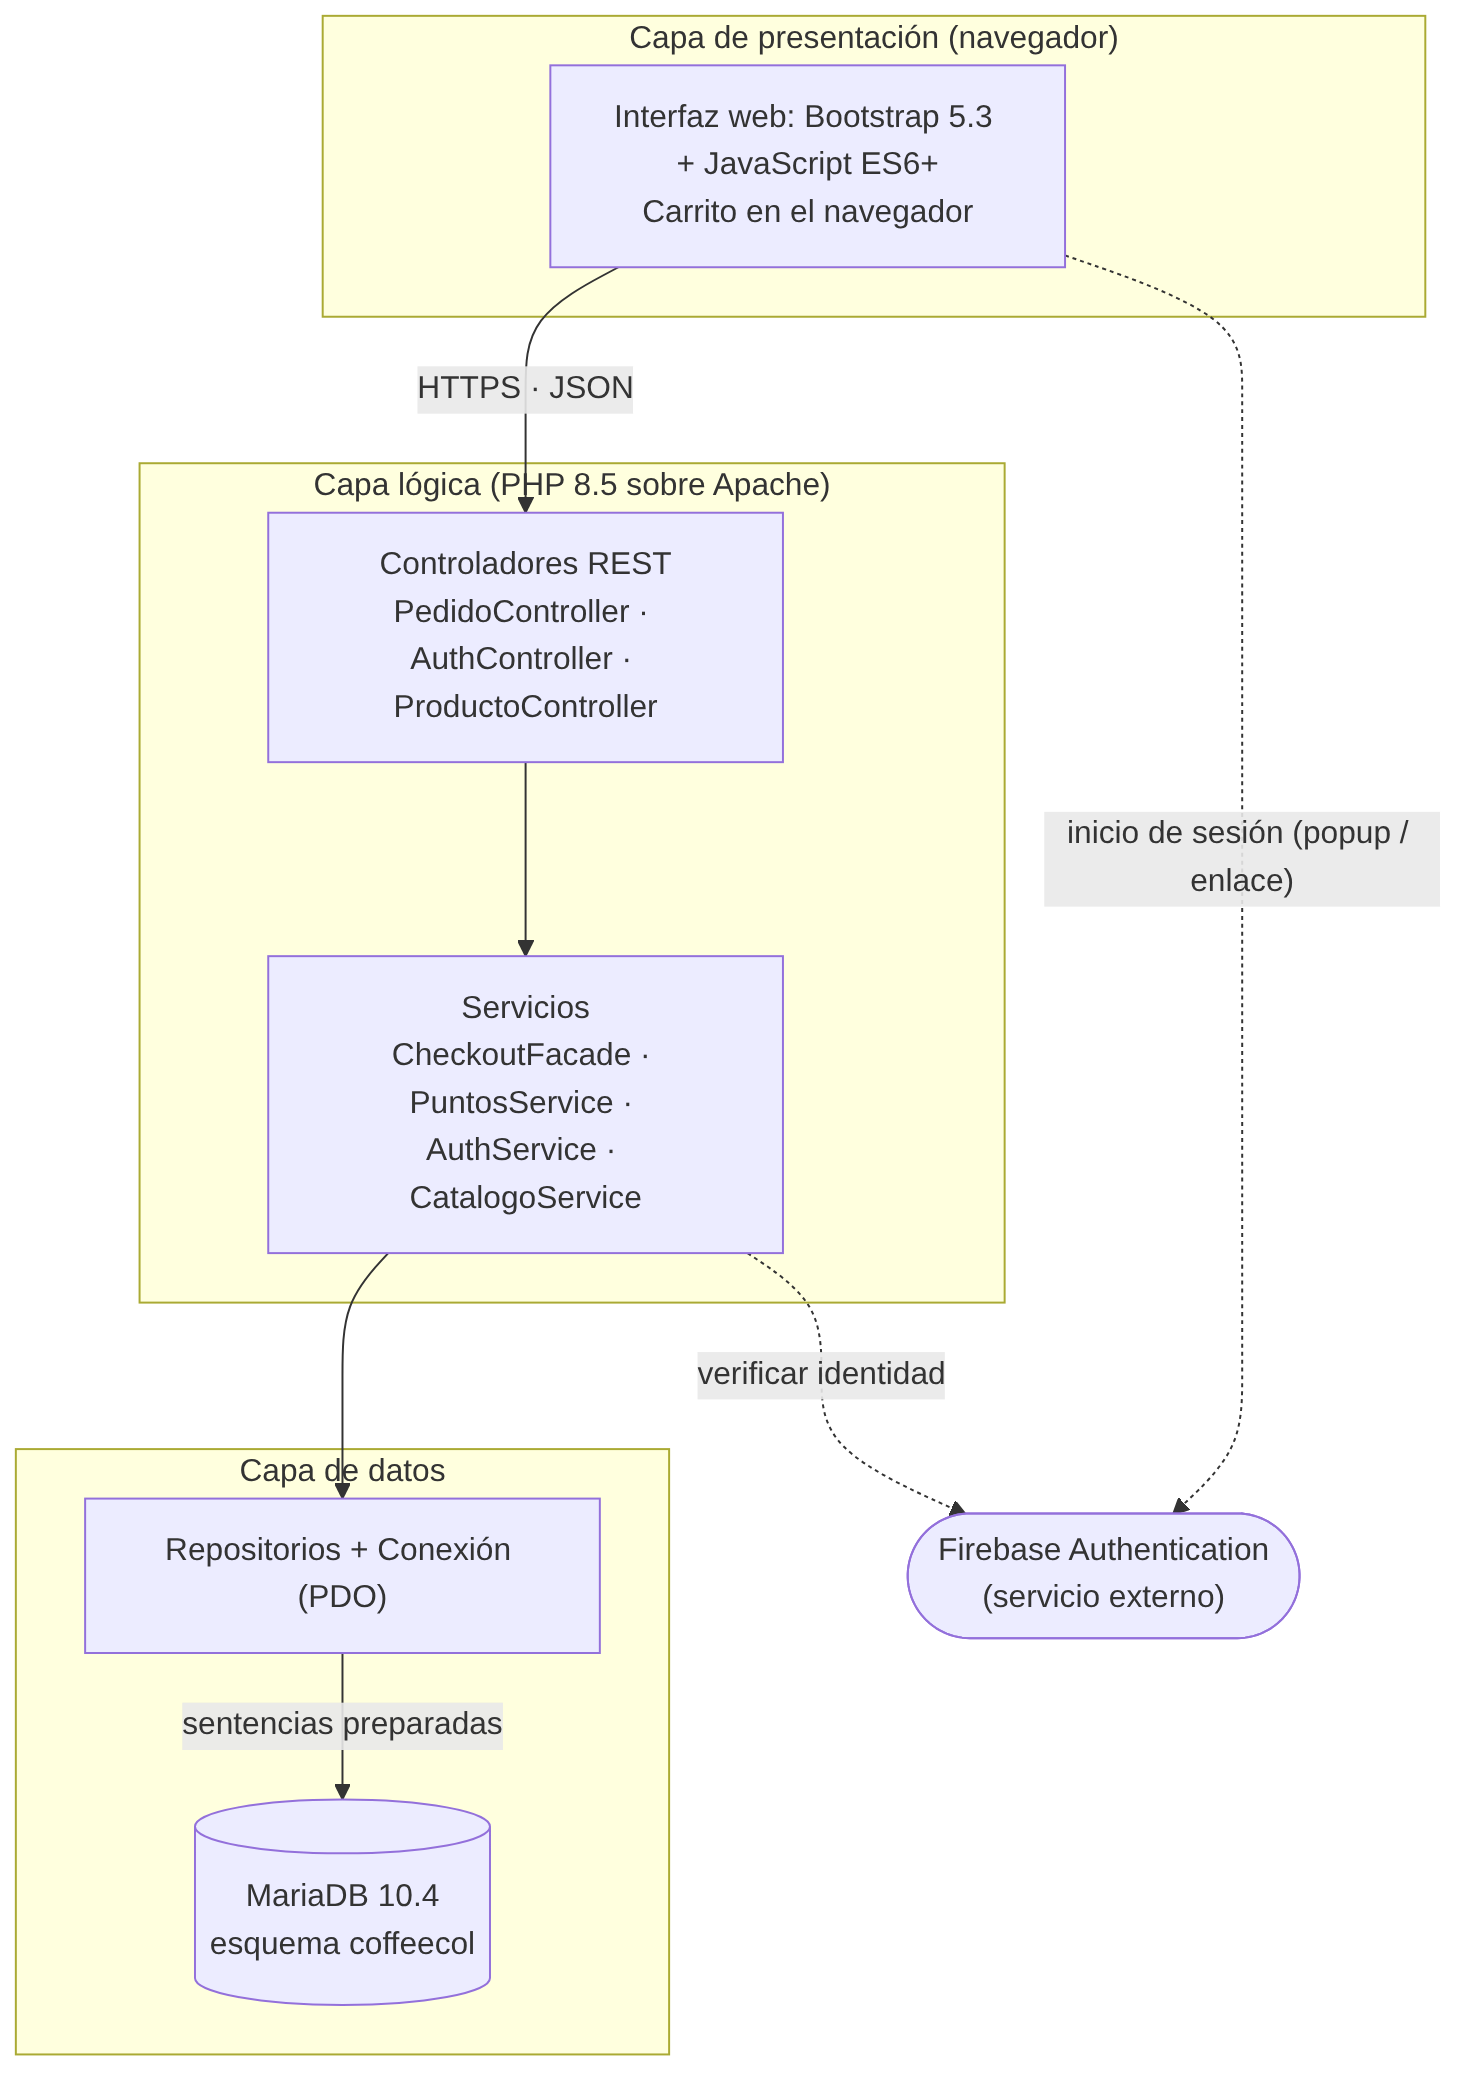 Capa de presentación (navegador)
Interfaz web: Bootstrap 5.3
+ JavaScript ES6+
Carrito en el navegador
HTTPS · JSON
Capa lógica (PHP 8.5 sobre Apache)
Controladores REST
PedidoController ·
AuthController ·
ProductoController
inicio de sesión (popup /
enlace)
Servicios
CheckoutFacade ·
PuntosService ·
AuthService ·
CatalogoService
verificar identidad
Capa de datos
Repositorios + Conexión
(PDO)
Firebase Authentication
(servicio externo)
sentencias preparadas
MariaDB 10.4
esquema coffeecol